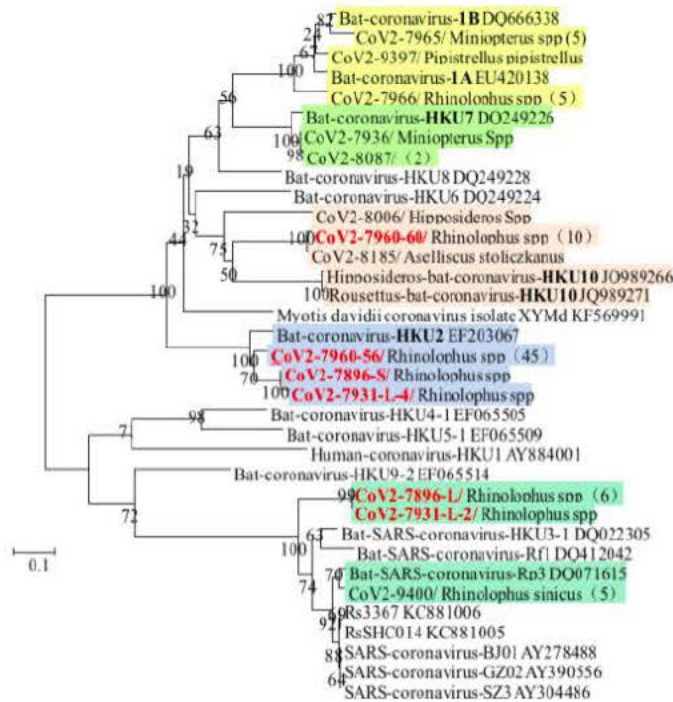 82
Bat-coronavirus-1B DQ666338
24
CoV2-7965/ Miniopterus spp (5)
67
CoV2-9397/ Pipistrellus pipistrellus
100
Bat-coronavirus-1A EU420138
CoV2-7966/ Rhinolophus spp (5)
56
Bat-coronavirus-HKU7 DQ249226
63
100
CoV2-7936/ Miniopterus Spp
98
CoV2-8087/ (2)
19
Bat-coronavirus-HKU8 DQ249228
Bat-coronavirus-HKU6 DQ249224
32
CoV2-8006/ Hipposideros Spp
44
75
100
CoV2-7960-60/ Rhinolophus spp (10)
CoV2-8185/ Aselliscus stoliczkanus
50
Hipposideros-bat-coronavirus-HKU10 JQ989266
100
100
Rousettus-bat-coronavirus-HKU10 JQ989271
Myotis davidii coronavirus isolate XYMd KF569991
Bat-coronavirus-HKU2 EF203067
100
CoV2-7960-56/ Rhinolophus spp (45)
70
CoV2-7896-S/ Rhinolophus spp
100
CoV2-7931-L-4/ Rhinolophus spp
98
Bat-coronavirus-HKU4-1 EF065505
7
Bat-coronavirus-HKU5-1 EF065509
Human-coronavirus-HKU1 AY884001
Bat-coronavirus-HKU9-2 EF065514
72
99
CoV2-7896-L/ Rhinolophus spp (6)
CoV2-7931-L-2/ Rhinolophus spp
100
63
Bat-SARS-coronavirus-HKU3-1 DQ022305
0.1
Bat-SARS-coronavirus-Rf1 DQ412042
74
70
Bat-SARS-coronavirus-Rp3 DQ071615
CoV2-9400/ Rhinolophus sinicus (5)
Rs3367 KC881006
RsSHC014 KC881005
88
SARS-coronavirus-BJ01 AY278488
SARS-coronavirus-GZ02 AY390556
64
SARS-coronavirus-SZ3 AY304486